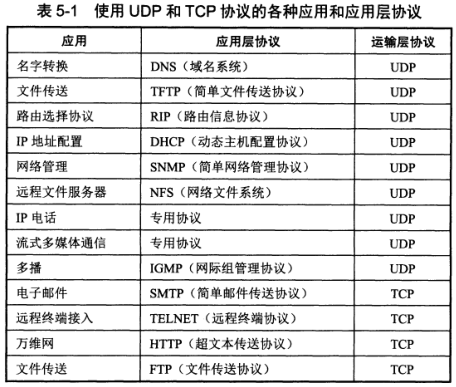 表 5-1 使用 UDP 和 TCP 协议的各种应用和应用层协议
应用 应用层协议 运输层协议
名字转换 DNS（域名系统） UDP
文件传送 TFTP（简单文件传送协议） UDP
路由选择协议 RIP（路由信息协议） UDP
IP 地址配置 DHCP（动态主机配置协议） UDP
网络管理 SNMP（简单网络管理协议） UDP
远程文件服务器 NFS（网络文件系统） UDP
IP 电话 专用协议 UDP
流式多媒体通信 专用协议 UDP
多播 IGMP（网际组管理协议） UDP
电子邮件 SMTP（简单邮件传送协议） TCP
远程终端接入 TELNET（远程终端协议） TCP
万维网 HTTP（超文本传送协议） TCP
文件传送 FTP（文件传送协议） TCP